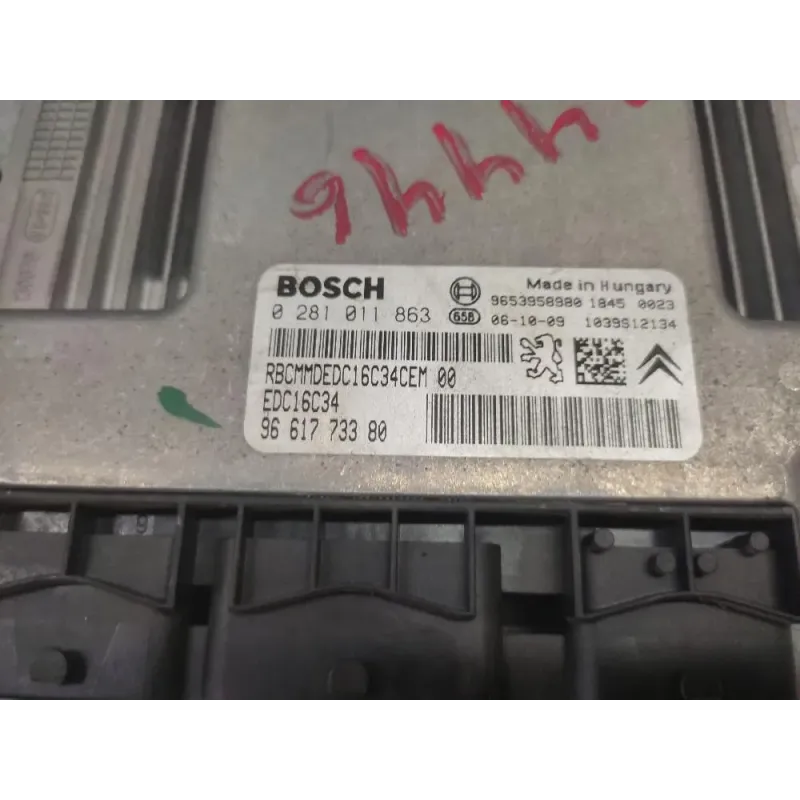 4446
BOSCH
Made in Hungary
9653958980 1845 0023
0 281 011 863
658
06-10-09
1039S12134
RBCMMDEDC16C34CEM 00
EDC16C34
96 617 733 80